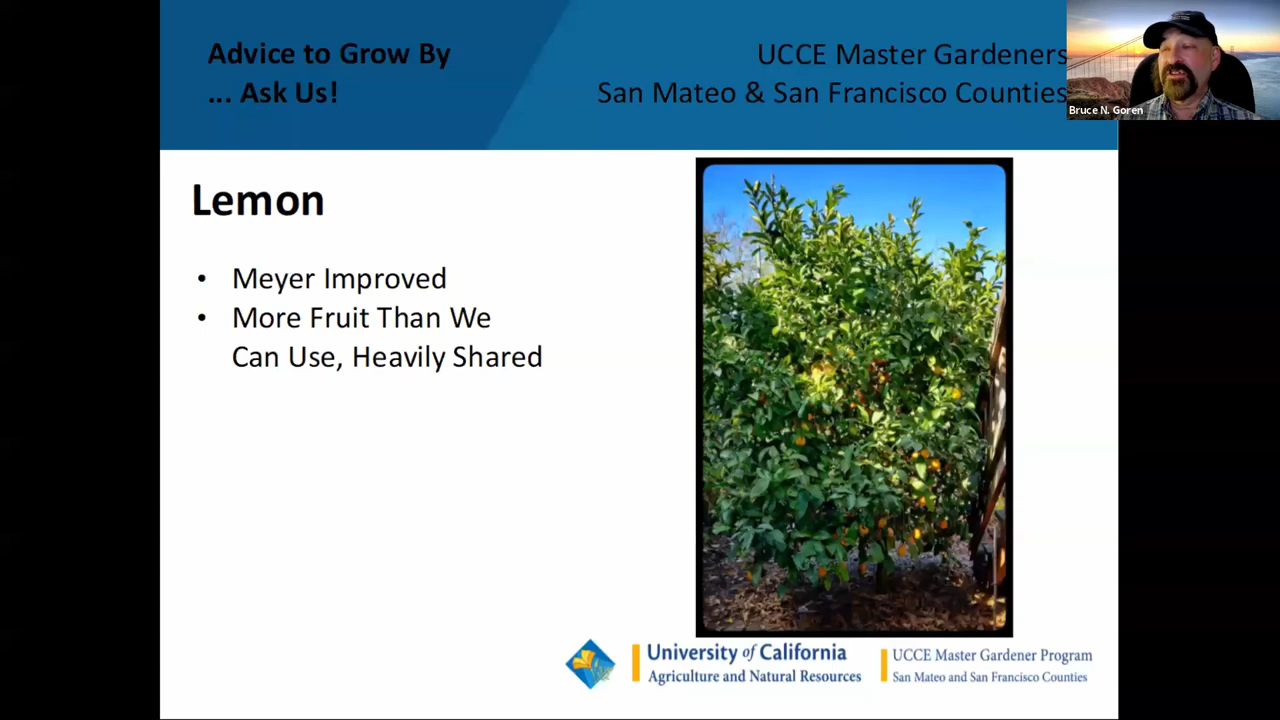 Advice to Grow By
... Ask Us!
UCCE Master Gardeners
San Mateo & San Francisco Counties
Bruce N. Goren
Lemon
• Meyer Improved
• More Fruit Than We
Can Use, Heavily Shared
University of California
Agriculture and Natural Resources
UCCE Master Gardener Program
San Mateo and San Francisco Counties